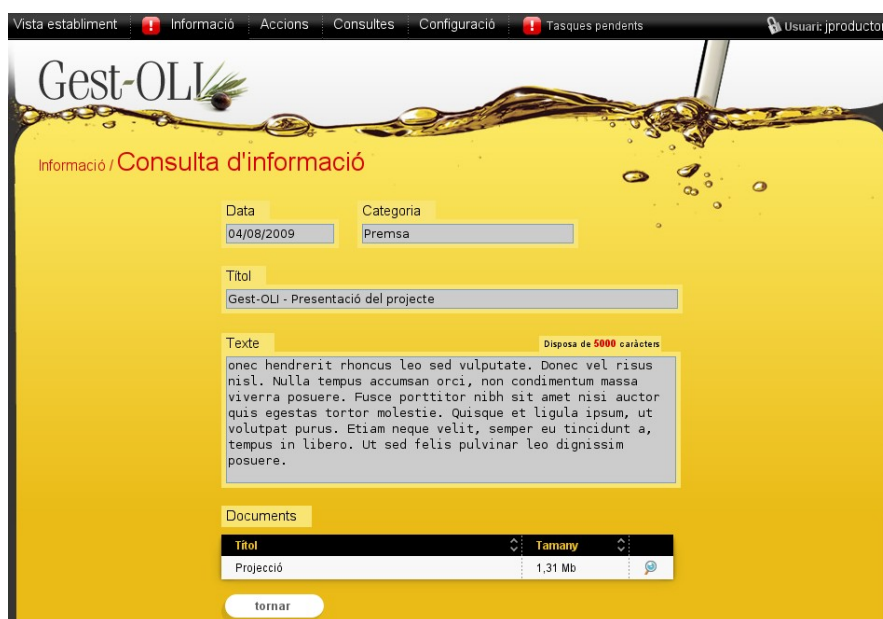 Vista establiment Informació Accions Consultes Configuració Tasques pendents Usuari: jproductor
Gest-OLI
Informació / Consulta d'informació
Data Categoria
04/08/2009 Premsa
Títol
Gest-OLI - Presentació del projecte
Texte Disposa de 5000 caràcters
onec hendrerit rhoncus leo sed vulputate. Donec vel risus
nisl. Nulla tempus accumsan orci, non condimentum massa
viverra posuere. Fusce porttitor nibh sit amet nisi auctor
quis egestas tortor molestie. Quisque et ligula ipsum, ut
volutpat purus. Etiam neque velit, semper eu tincidunt a,
tempus in libero. Ut sed felis pulvinar leo dignissim
posuere.
Documents
Títol Tamany
Projecció 1,31 Mb
tornar